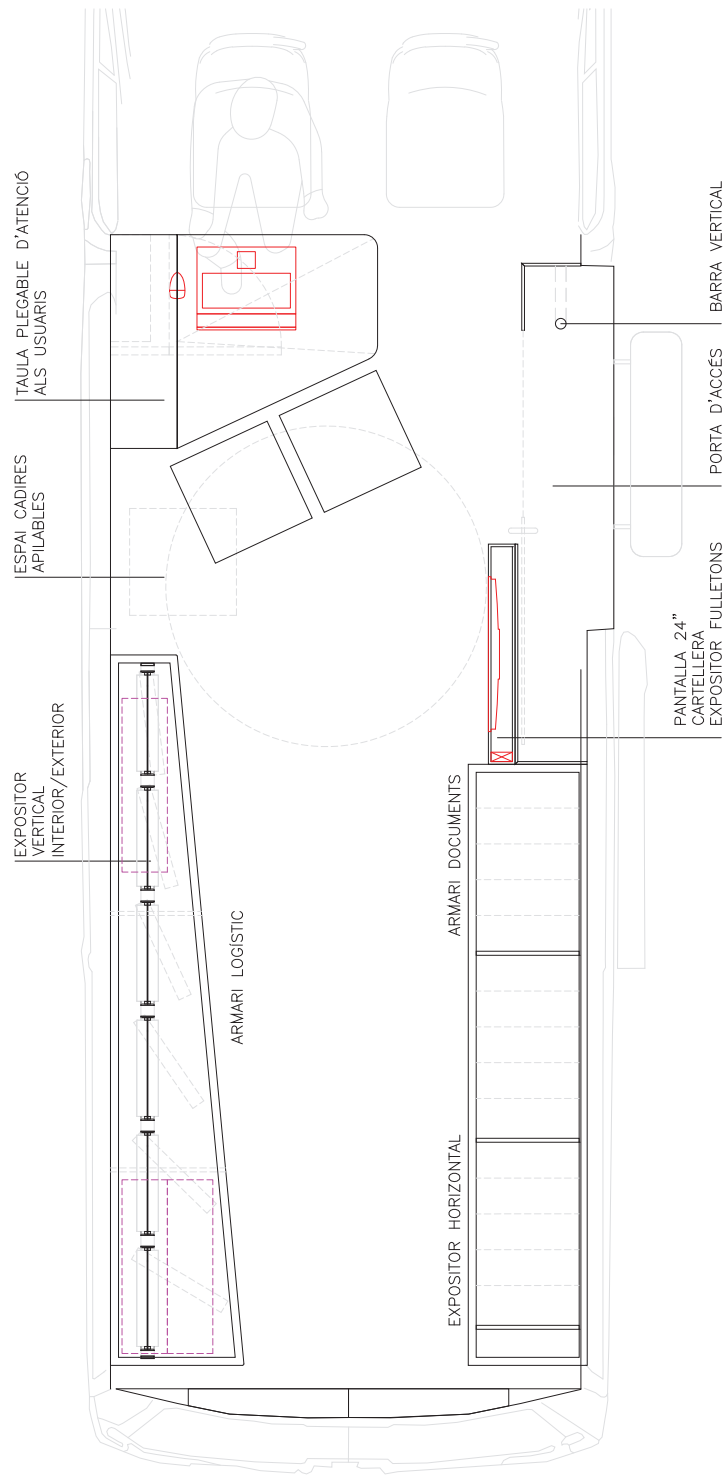 TAULA PLEGABLE D'ATENCIÓ
ALS USUARIS
ESPAI CADIRES
APILABLES
EXPOSITOR
VERTICAL
INTERIOR/EXTERIOR
ARMARI LOGÍSTIC
ARMARI DOCUMENTS
EXPOSITOR HORIZONTAL
PANTALLA 24"
CARTELLERA
EXPOSITOR FULLETONS
PORTA D'ACCÉS
BARRA VERTICAL